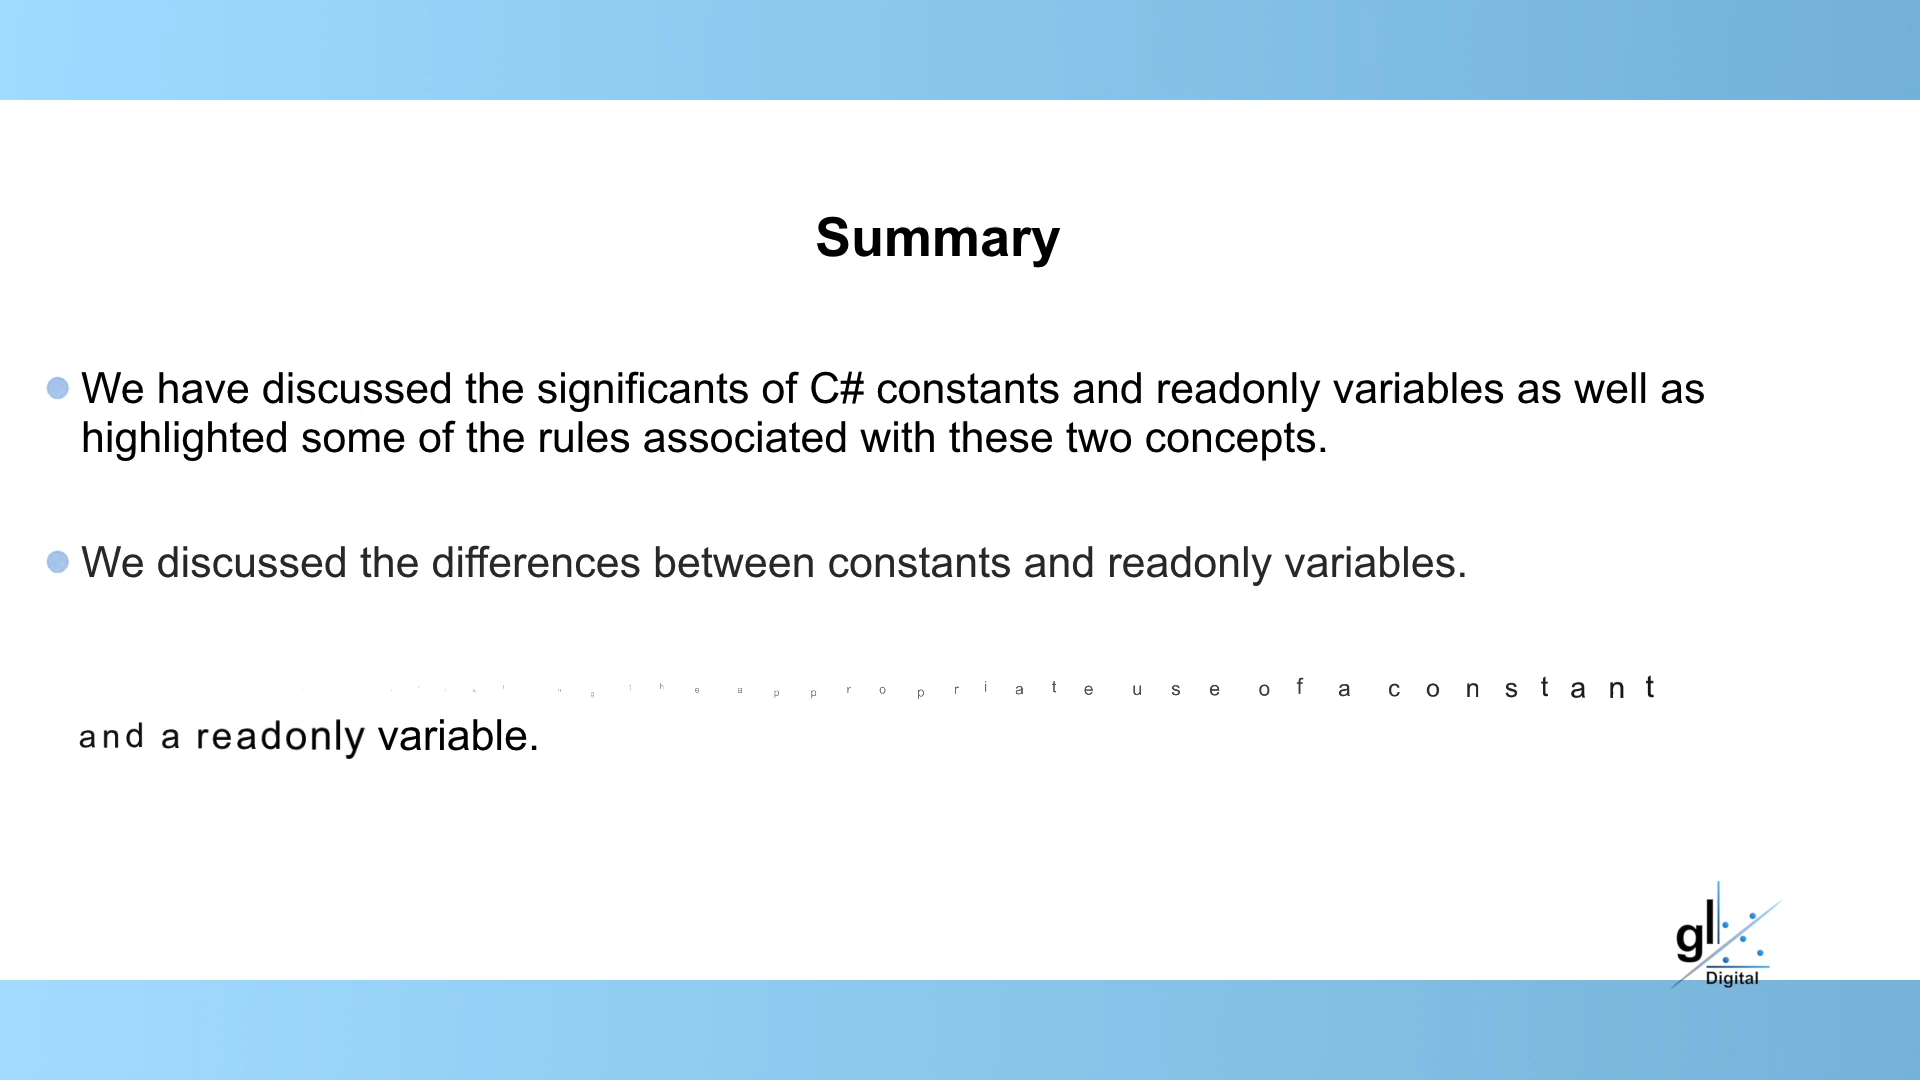 Summary
We have discussed the significants of C# constants and readonly variables as well as
highlighted some of the rules associated with these two concepts.
We discussed the differences between constants and readonly variables.
the appropriate use of a constant
and a readonly variable.
gl
Digital